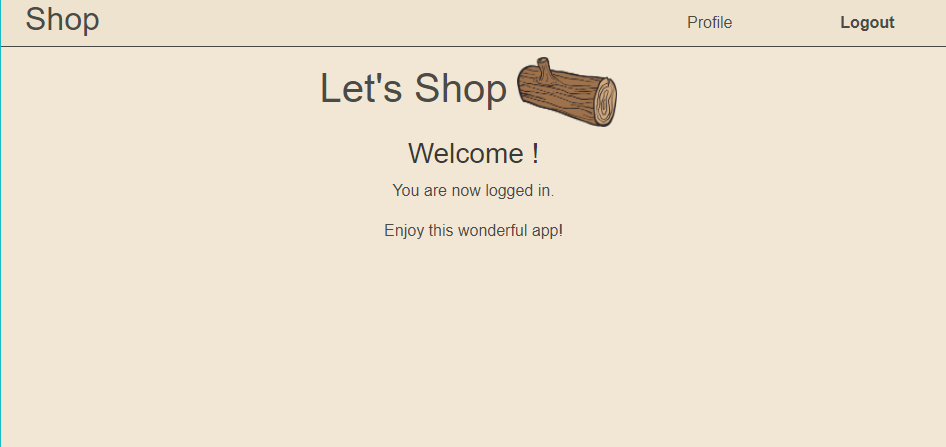 Shop
Profile
Logout
Let's Shop
Welcome !
You are now logged in.
Enjoy this wonderful app!